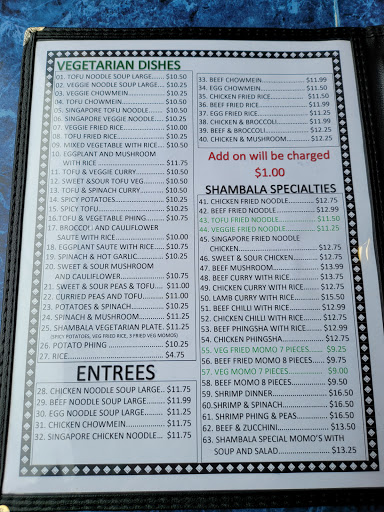 VEGETARIAN DISHES
01. TOFU NOODLE SOUP LARGE...... $10.50
02. VEGGIE NOODLE SOUP LARGE.... $10.25
03. VEGGIE CHOWMEIN................ $10.25
04. TOFU CHOWMEIN................... $10.50
05. SINGAPORE TOFU NOODLE........ $10.50
06. SINGAPORE VEGGIE NOODLE..... $10.25
07. VEGGIE FRIED RICE................. $10.00
08. TOFU FRIED RICE.................... $10.25
09. MIXED VEGETABLE WITH RICE... $10.50
10. EGGPLANT AND MUSHROOM
WITH RICE ........................... $11.75
11. TOFU & VEGGIE CURRY............ $10.50
12. SWEET &SOUR TOFU VEG......... $10.50
13. TOFU & SPINACH CURRY.......... $10.50
14. SPICY POTATOES.................... $10.25
15. SPICY TOFU.......................... $10.25
16.TOFU & VEGETABLE PHING........ $10.75
17. BROCCOLI AND CAULIFLOWER
SAUTE WITH RICE.................. $10.00
18. EGGPLANT SAUTE WITH RICE.... $10.75
19. SPINACH & HOT GARLIC........... $10.25
20. SWEET & SOUR MUSHROOM
AND CAULIFLOWER................ $10.75
21. SWEET & SOUR PEAS & TOFU.... $11.00
22. CURRIED PEAS AND TOFU........ $11.00
23. POTATOES & SPINACH............. $10.25
24. SPINACH & MUSHROOM........... $11.25
25. SHAMBALA VEGETARIAN PLATE. $11.25
(SPICY POTATOES, VEG FRIED RICE, 3 FRIED VEG MOMOS)
26. POTATO PHING ..................... $10.25
27. RICE.................................... $4.75
ENTREES
28. CHICKEN NOODLE SOUP LARGE.. $11.75
29. BEEF NOODLE SOUP LARGE....... $11.99
30. EGG NOODLE SOUP LARGE........ $11.25
31. CHICKEN CHOWMEIN.............. $11.75
32. SINGAPORE CHICKEN NOODLE... $11.75
33. BEEF CHOWMEIN.................... $11.99
34. EGG CHOWMEIN..................... $11.50
35. CHICKEN FRIED RICE................ $11.50
36. BEEF FRIED RICE..................... $11.99
37. EGG FRIED RICE...................... $11.25
38. CHICKEN & BROCCOLI.............. $11.99
39. BEEF & BROCCOLI................... $12.25
40. CHICKEN & MUSHROOM........... $12.25
Add on will be charged
$1.00
SHAMBALA SPECIALTIES
41. CHICKEN FRIED NOODLE........... $12.75
42. BEEF FRIED NOODLE................ $12.99
43. TOFU FRIED NOODLE............... $11.50
44. VEGGIE FRIED NOODLE............. $11.25
45. SINGAPORE FRIED NOODLE
CHICKEN............................. $12.75
46. SWEET & SOUR CHICKEN.......... $12.75
47. BEEF MUSHROOM.................. $13.99
48. BEEF CURRY WITH RICE............ $13.75
49. CHICKEN CURRY WITH RICE....... $12.75
50. LAMB CURRY WITH RICE........... $15.50
51. BEEF CHILLI WITH RICE............. $12.99
52. CHICKEN CHILLI WITH RICE........ $12.75
53. BEEF PHINGSHA WITH RICE....... $12.99
54. CHICKEN PHINGSHA................ $12.75
55. VEG FRIED MOMO 7 PIECES....... $9.25
56. BEEF FRIED MOMO 8 PIECES...... $9.75
57. VEG MOMO 7 PIECES............... $9.00
58. BEEF MOMO 8 PIECES.............. $9.50
59. SHRIMP DINNER..................... $16.50
60.SHRIMP & SPINACH................. $16.50
61. SHRIMP PHING & PEAS............. $16.50
62. BEEF & ZUCCHINI.................... $13.50
63. SHAMBALA SPECIAL MOMO'S WITH
SOUP AND SALAD.................. $13.25